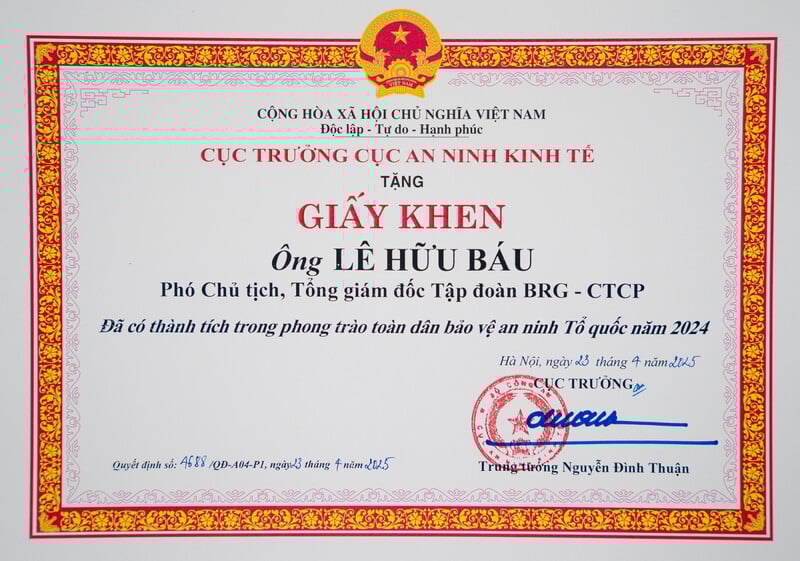 CỘNG HÒA XÃ HỘI CHỦ NGHĨA VIỆT NAM
Độc lập - Tự do - Hạnh phúc
CỤC TRƯỞNG CỤC AN NINH KINH TẾ
TẶNG
GIẤY KHEN
Ông LÊ HỮU BÁU
Phó Chủ tịch, Tổng giám đốc Tập đoàn BRG - CTCP
Đã có thành tích trong phong trào toàn dân bảo vệ an ninh Tổ quốc năm 2024
Hà Nội, ngày 23 tháng 4 năm 2025
CỤC TRƯỞNG
BỘ CÔNG AN
Trung tướng Nguyễn Đình Thuận
Quyết định số: 4688 /QĐ-A04-P1, ngày 23 tháng 4 năm 2025